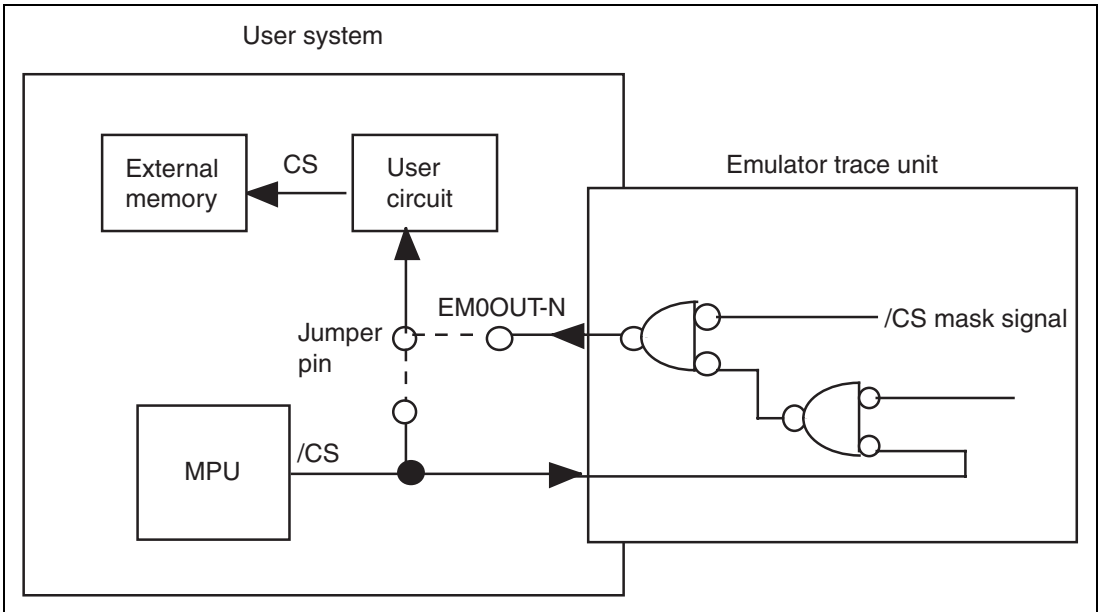 User system
External
memory
CS
User
circuit
Emulator trace unit
EM0OUT-N
/CS mask signal
Jumper
pin
MPU
/CS